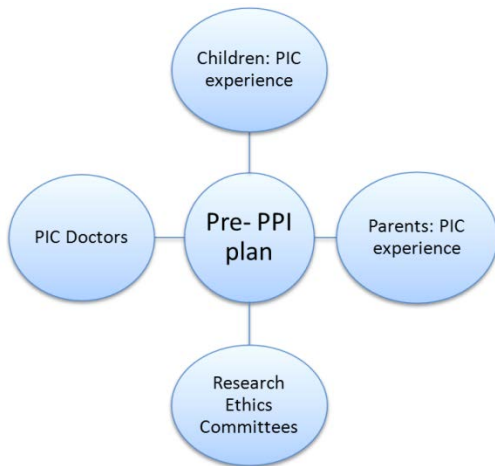 Children: PIC
experience
PIC Doctors
Pre- PPI
plan
Parents: PIC
experience
Research
Ethics
Committees